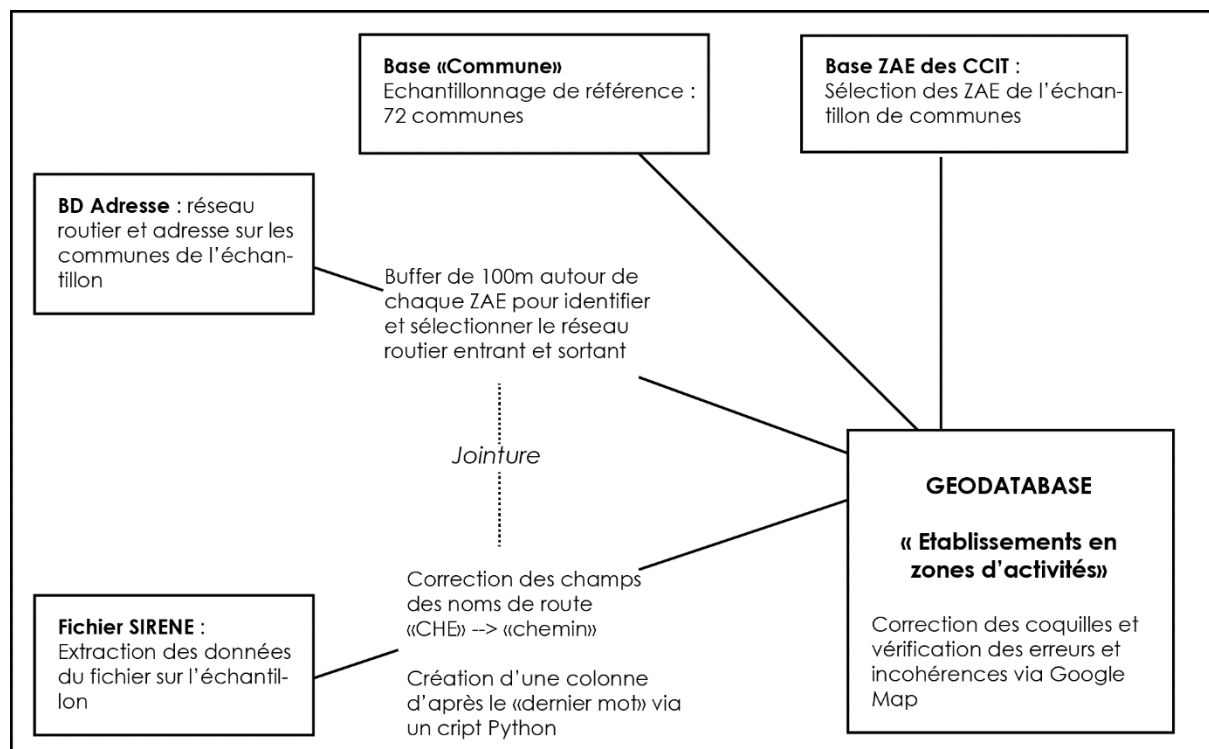 Base «Commune»
Echantillonnage de référence :
72 communes
Base ZAE des CCIT :
Sélection des ZAE de l'échan-
tillon de communes
BD Adresse : réseau
routier et adresse sur les
communes de l'échan-
tillon
Buffer de 100m autour de
chaque ZAE pour identifier
et sélectionner le réseau
routier entrant et sortant
Jointure
Correction des champs
des noms de route
«CHE» --> «chemin»
Création d'une colonne
d'après le «dernier mot» via
un cript Python
Fichier SIRENE :
Extraction des données
du fichier sur l'échantil-
lon
GEODATABASE
« Etablissements en
zones d'activités»
Correction des coquilles et
vérification des erreurs et
incohérences via Google
Map